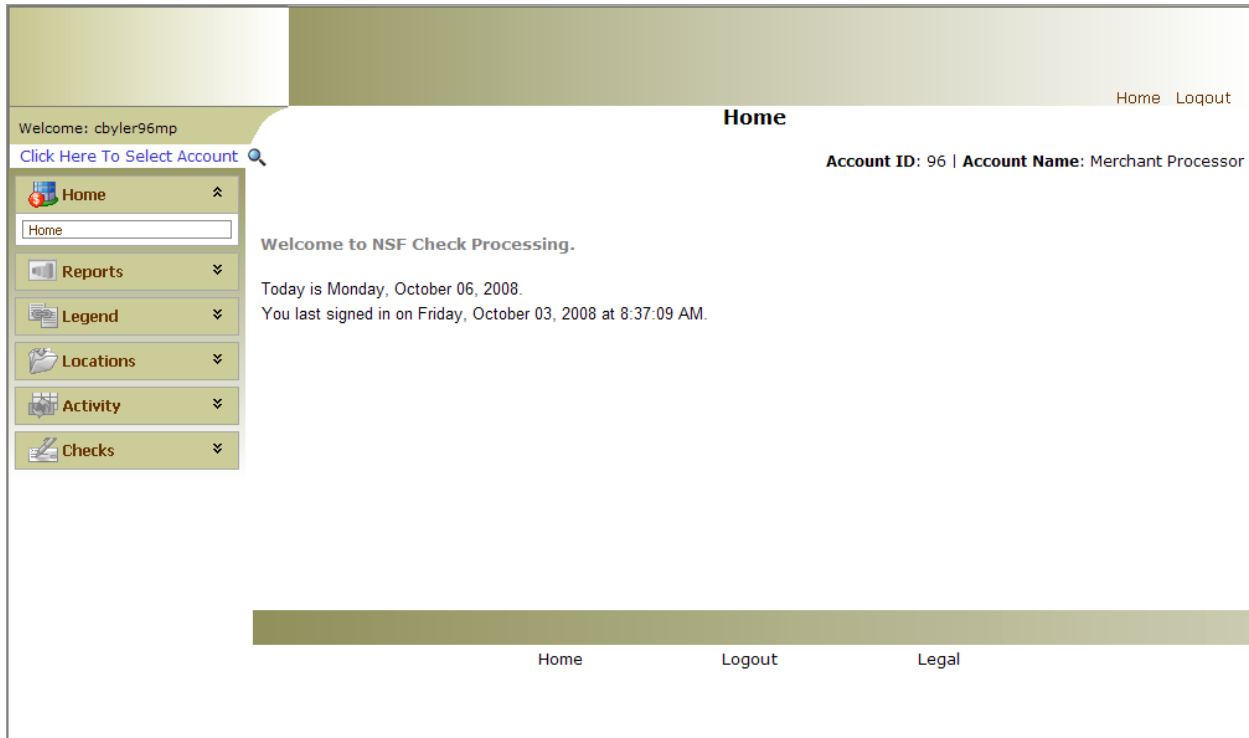 Home Logout
Home
Welcome: cbyler96mp
Click Here To Select Account
Account ID: 96 | Account Name: Merchant Processor
Home
Home
Reports
Legend
Locations
Activity
Checks
Welcome to NSF Check Processing.
Today is Monday, October 06, 2008.
You last signed in on Friday, October 03, 2008 at 8:37:09 AM.
Home Logout Legal